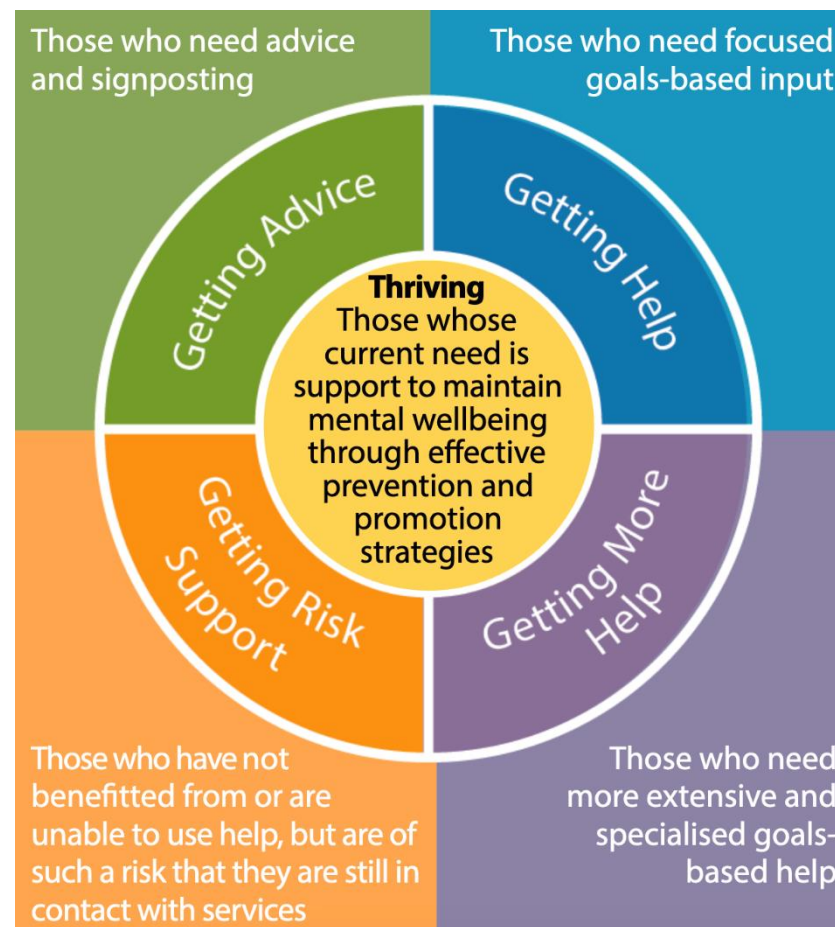 Those who need advice
and signposting
Those who need focused
goals-based input
Getting Advice
Getting Help
Thriving
Those whose
current need is
support to maintain
mental wellbeing
through effective
prevention and
promotion
strategies
Getting Risk
Support
Getting More
Help
Those who have not
benefitted from or are
unable to use help, but are of
such a risk that they are still in
contact with services
Those who need
more extensive and
specialised goals-
based help